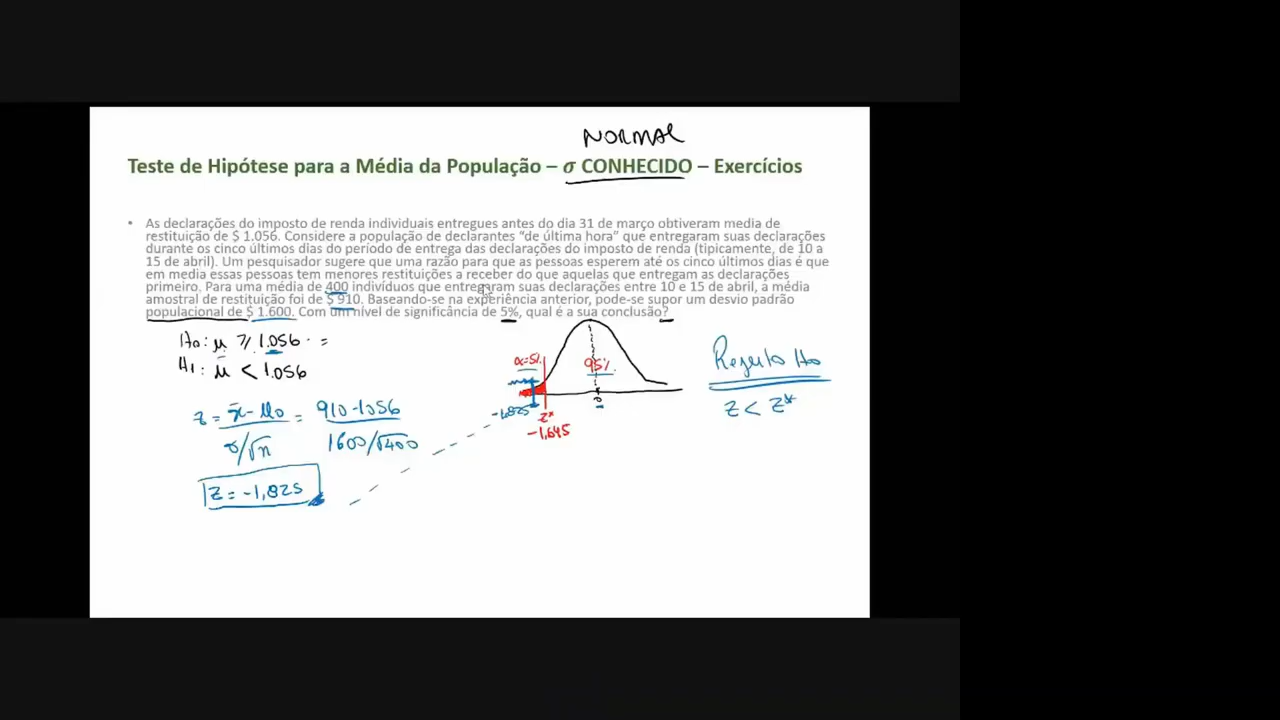 NORMAL
Teste de Hipótese para a Média da População – σ CONHECIDO – Exercícios
• As declarações do imposto de renda individuais entregues antes do dia 31 de março obtiveram media de
restituição de $ 1.056. Considere a população de declarantes “de última hora” que entregaram suas declarações
durante os cinco últimos dias do período de entrega das declarações do imposto de renda (tipicamente, de 10 a
15 de abril). Um pesquisador sugere que uma razão para que as pessoas esperem até os cinco últimos dias é que
em media essas pessoas tem menores restituições a receber do que aquelas que entregam as declarações
primeiro. Para uma média de 400 indivíduos que entregaram suas declarações entre 10 e 15 de abril, a média
amostral de restituição foi de $ 910. Baseando-se na experiência anterior, pode-se supor um desvio padrão
populacional de $ 1.600. Com um nível de significância de 5%, qual é a sua conclusão?
H0: μ ≥ 1.056 =
H1: μ < 1.056
α=5%
95%
Rejeito H0
z < z*
-1,825
z*
0
-1,645
z = x̄ - μ0 / σ/√n = 910-1056 / 1600/√400
z = -1,825